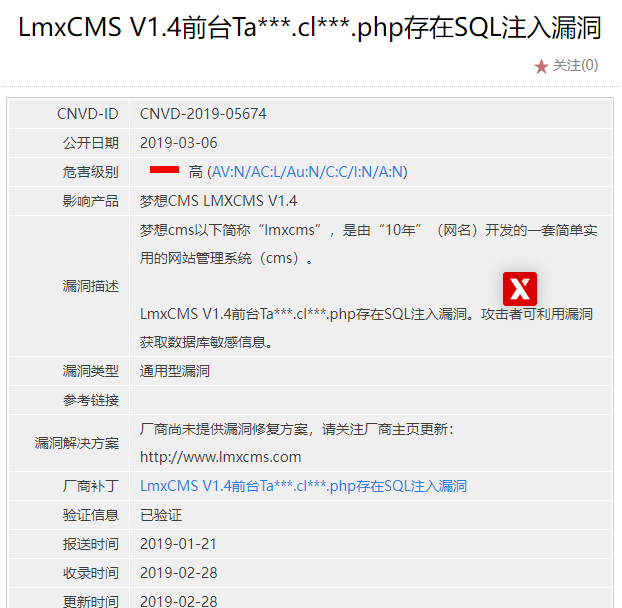 LmxCMS V1.4前台Ta***.cl***.php存在SQL注入漏洞
关注(0)
CNVD-ID CNVD-2019-05674
公开日期 2019-03-06
危害级别 高 (AV:N/AC:L/Au:N/C:C/I:N/A:N)
影响产品 梦想CMS LMXCMS V1.4
漏洞描述
梦想cms以下简称“lmxcms”，是由“10年”（网名）开发的一套简单实
用的网站管理系统（cms）。
X
LmxCMS V1.4前台Ta***.cl***.php存在SQL注入漏洞。攻击者可利用漏洞
获取数据库敏感信息。
漏洞类型 通用型漏洞
参考链接
漏洞解决方案
厂商尚未提供漏洞修复方案，请关注厂商主页更新：
http://www.lmxcms.com
厂商补丁 LmxCMS V1.4前台Ta***.cl***.php存在SQL注入漏洞
验证信息 已验证
报送时间 2019-01-21
收录时间 2019-02-28
更新时间 2019-02-28